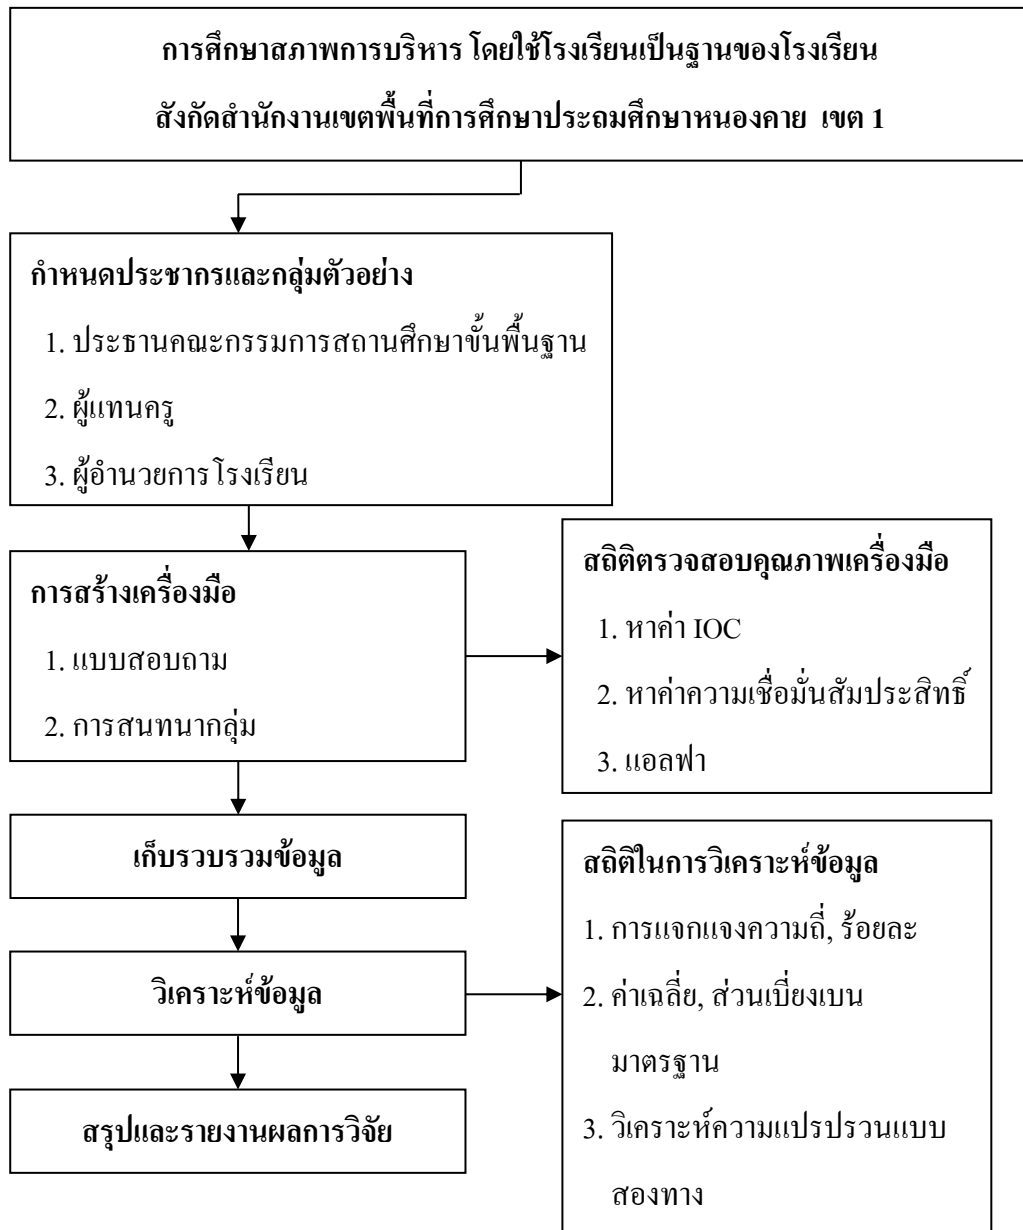 การศึกษาสภาพการบริหาร โดยใช้โรงเรียนเป็นฐานของโรงเรียน
สังกัดสำนักงานเขตพื้นที่การศึกษาประถมศึกษาหนองคาย เขต 1
กำหนดประชากรและกลุ่มตัวอย่าง
1. ประธานคณะกรรมการสถานศึกษาขั้นพื้นฐาน
2. ผู้แทนครู
3. ผู้อำนวยการโรงเรียน
การสร้างเครื่องมือ
1. แบบสอบถาม
2. การสนทนากลุ่ม
สถิติตรวจสอบคุณภาพเครื่องมือ
1. หาค่า IOC
2. หาค่าความเชื่อมั่นสัมประสิทธิ์
3. แอลฟา
เก็บรวบรวมข้อมูล
วิเคราะห์ข้อมูล
สถิติในการวิเคราะห์ข้อมูล
1. การแจกแจงความถี่, ร้อยละ
2. ค่าเฉลี่ย, ส่วนเบี่ยงเบน
มาตรฐาน
3. วิเคราะห์ความแปรปรวนแบบ
สองทาง
สรุปและรายงานผลการวิจัย